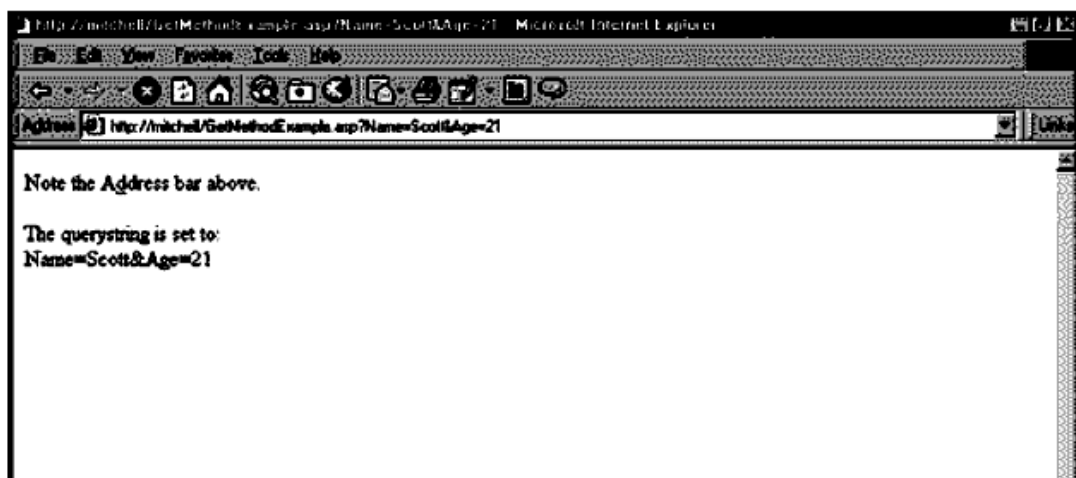 http://mitchell/GetMethodExample.asp?Name=Scott&Age=21 - Microsoft Internet Explorer
File Edit View Favorites Tools Help
Address http://mitchell/GetMethodExample.asp?Name=Scott&Age=21 Links
Note the Address bar above.
The querystring is set to:
Name=Scott&Age=21